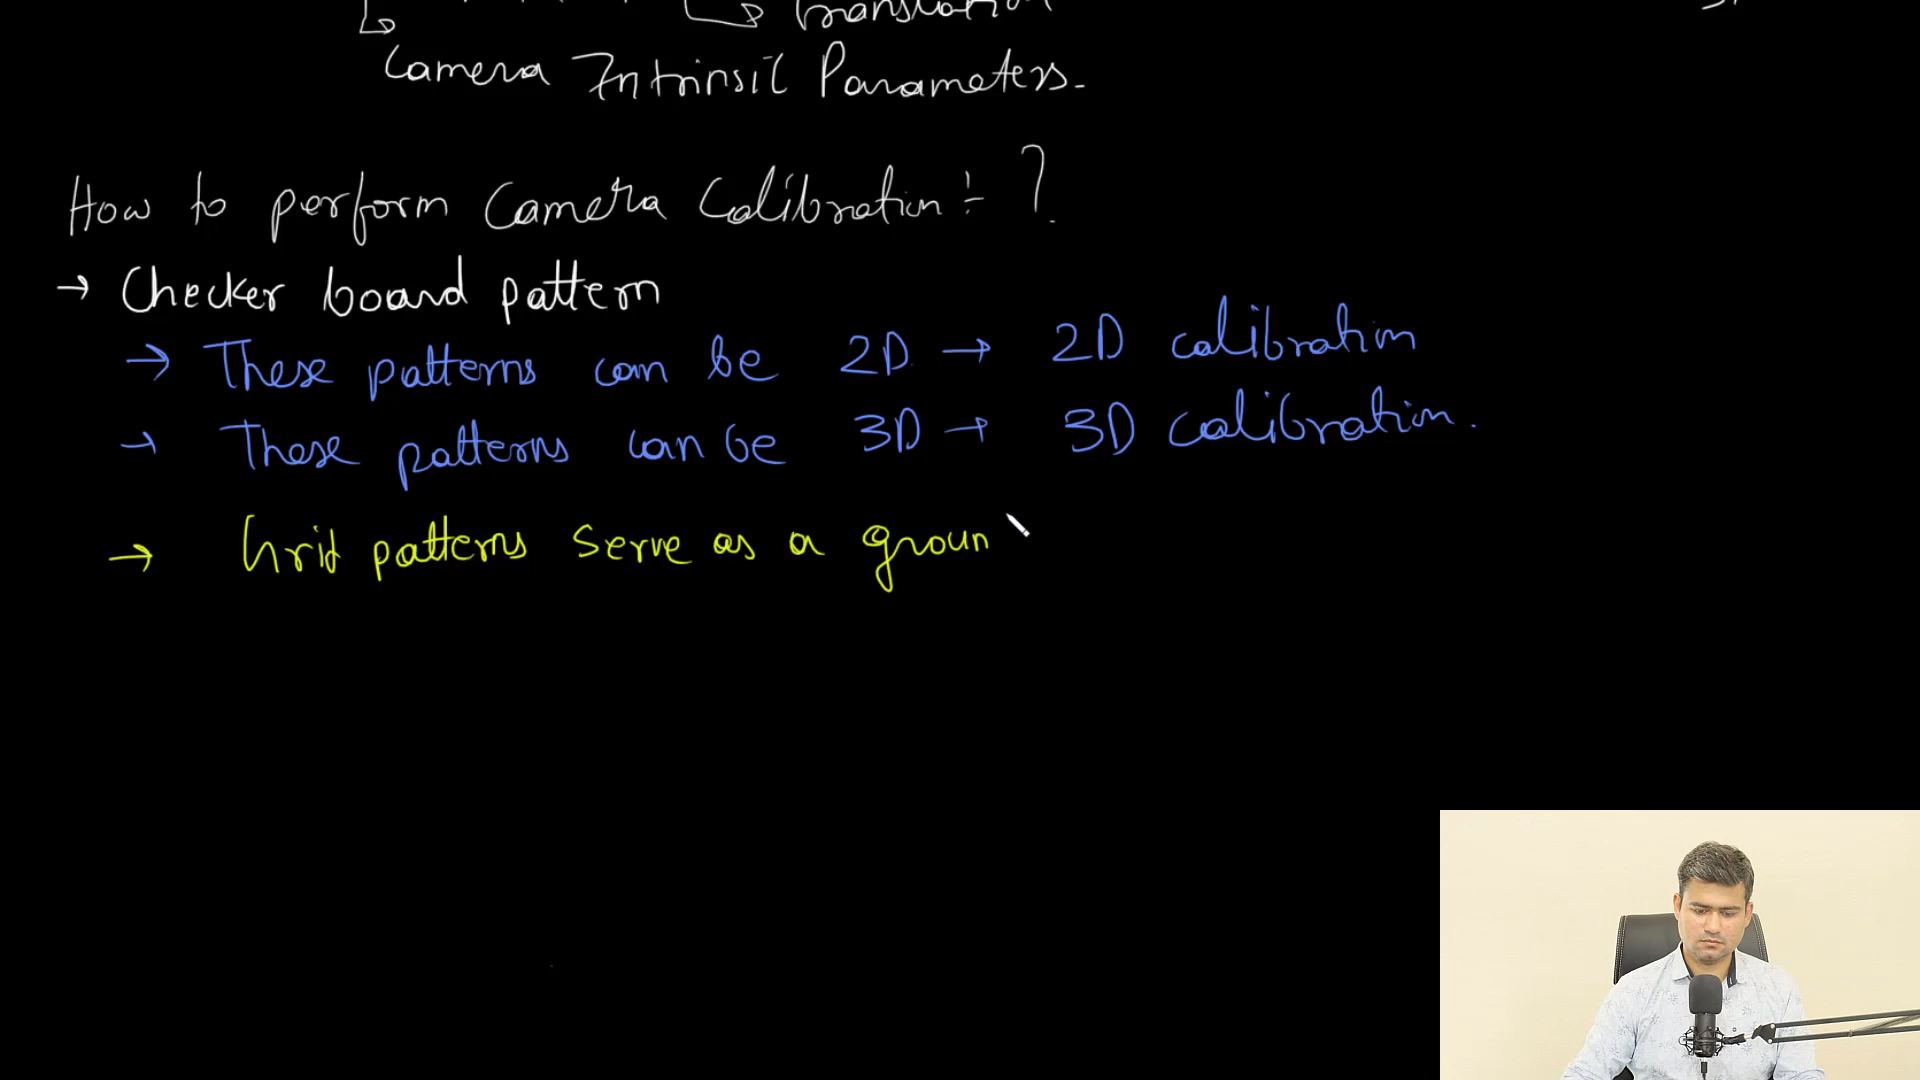 Translation
Camera Intrinsic Parameters.
How to perform Camera Calibration :- ?
→ Checker board pattern
→ These patterns can be 2D. → 2D calibration
→ These patterns can be 3D → 3D calibration.
→ Grid patterns serve as a groun